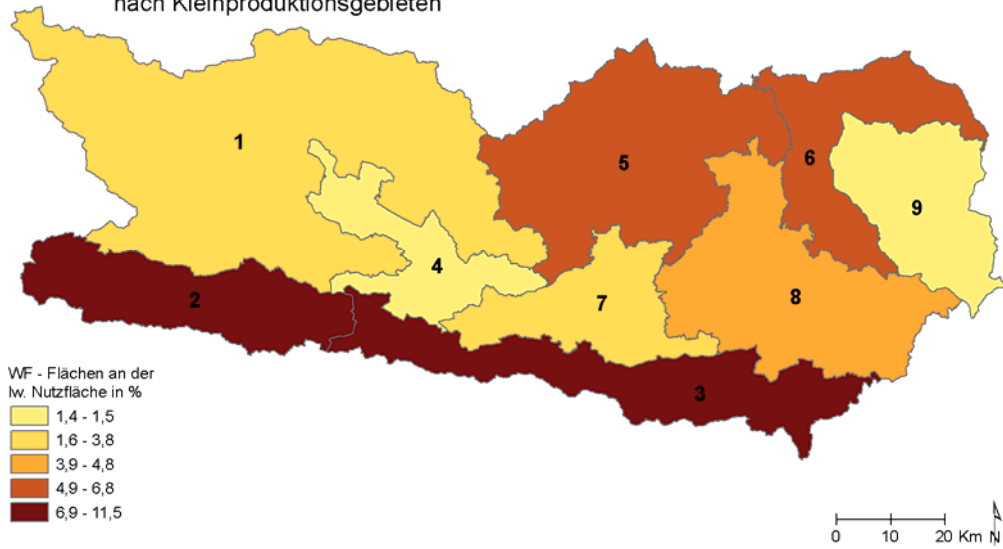 nach Kleinproduktionsgebieten
1
5
6
9
4
2
7
8
3
WF - Flächen an der
lw. Nutzfläche in %
1,4 - 1,5
1,6 - 3,8
3,9 - 4,8
4,9 - 6,8
6,9 - 11,5
0 10 20 Km N